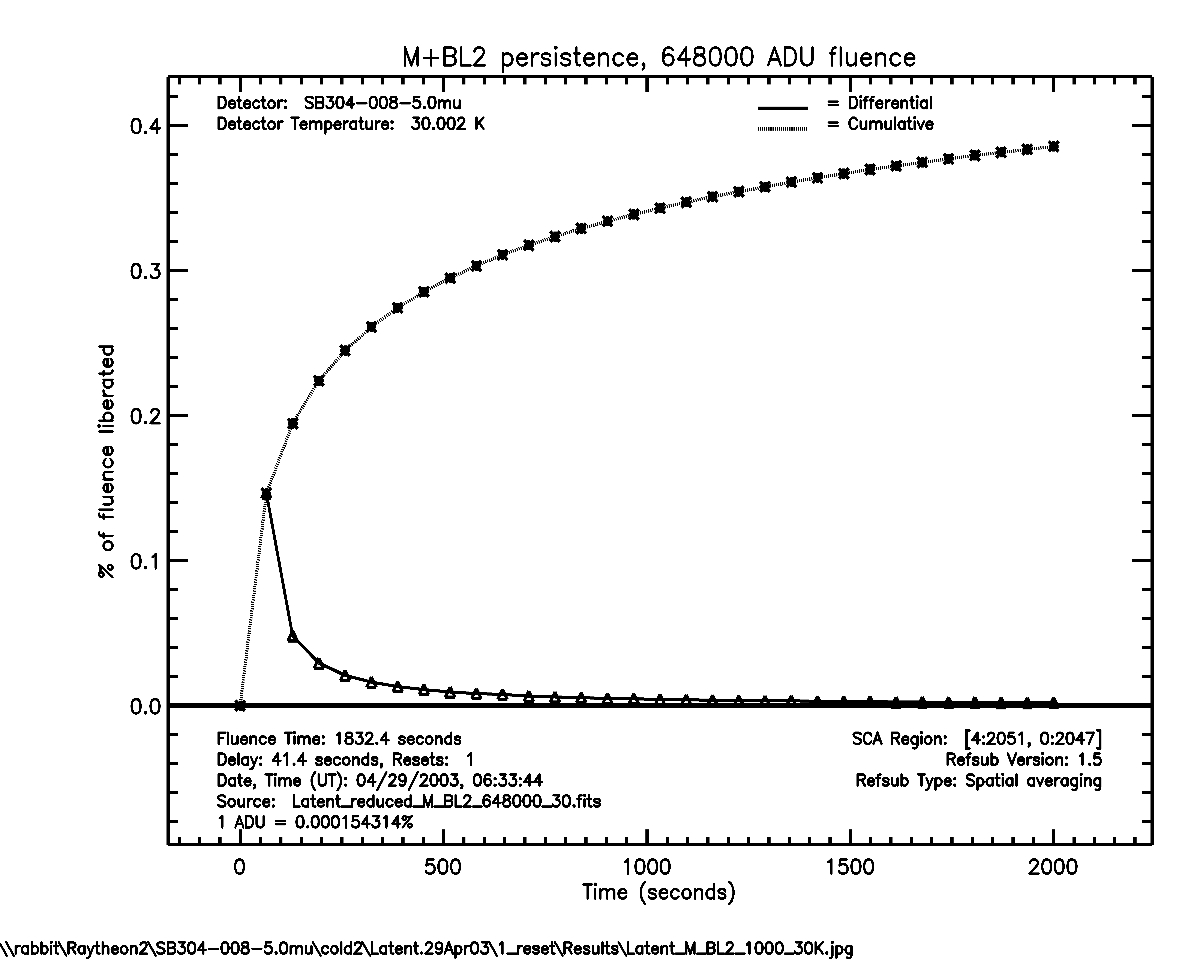 M+BL2 persistence, 648000 ADU fluence
Detector: SB304-008-5.0mu
Detector Temperature: 30.002 K
= Differential
= Cumulative
% of fluence liberated
0.4
0.3
0.2
0.1
0.0
Fluence Time: 1832.4 seconds
Delay: 41.4 seconds, Resets: 1
Date, Time (UT): 04/29/2003, 06:33:44
Source: Latent_reduced_M_BL2_648000_30.fits
1 ADU = 0.000154314%
SCA Region: [4:2051, 0:2047]
Refsub Version: 1.5
Refsub Type: Spatial averaging
0 500 1000 1500 2000
Time (seconds)
\\rabbit\Raytheon2\SB304-008-5.0mu\cold2\Latent.29Apr03\1_reset\Results\Latent_M_BL2_1000_30K.jpg